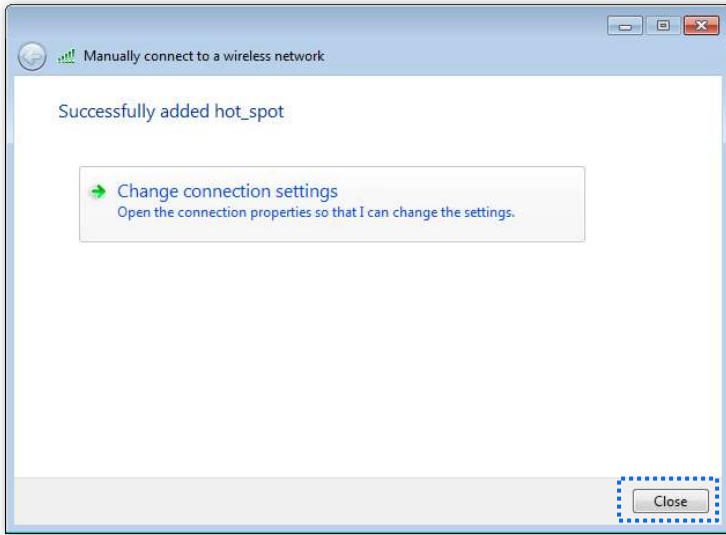 Manually connect to a wireless network
Successfully added hot_spot
Change connection settings
Open the connection properties so that I can change the settings.
Close